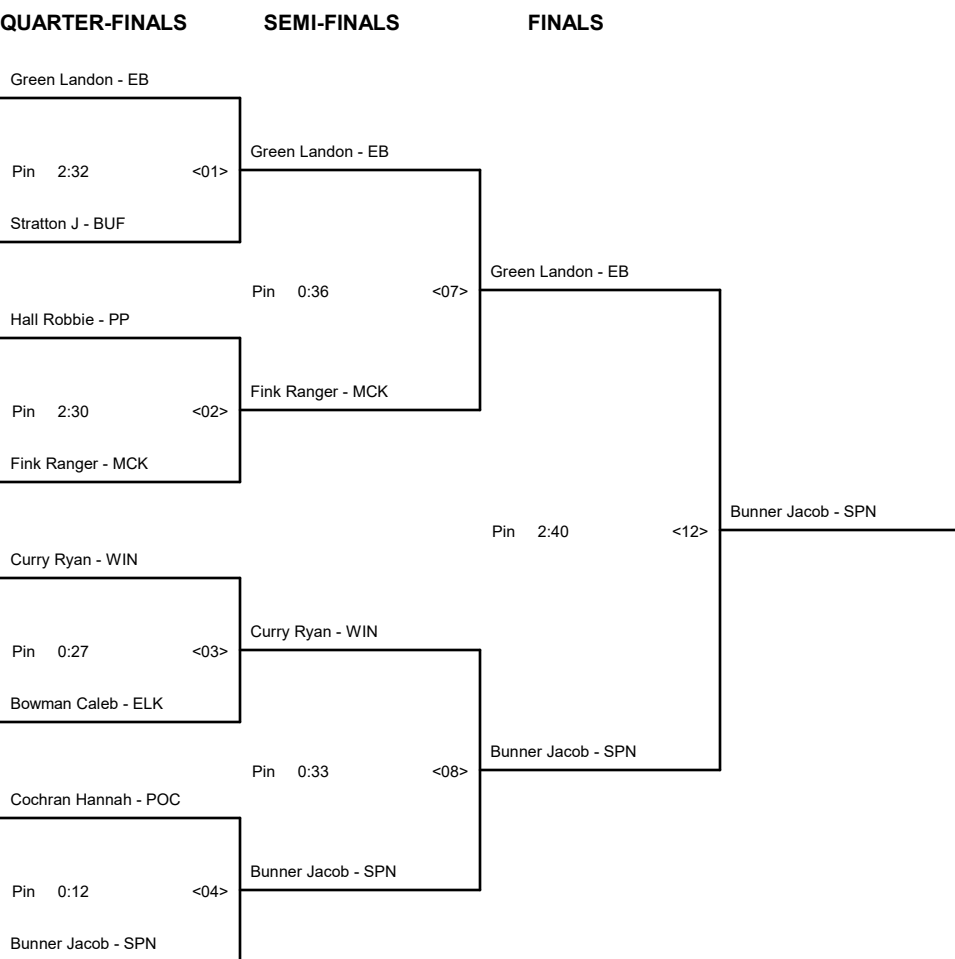 QUARTER-FINALS SEMI-FINALS FINALS
Green Landon - EB
Green Landon - EB
Pin 2:32 <01>
Stratton J - BUF
Green Landon - EB
Pin 0:36 <07>
Hall Robbie - PP
Fink Ranger - MCK
Pin 2:30 <02>
Fink Ranger - MCK
Bunner Jacob - SPN
Pin 2:40 <12>
Curry Ryan - WIN
Curry Ryan - WIN
Pin 0:27 <03>
Bowman Caleb - ELK
Bunner Jacob - SPN
Pin 0:33 <08>
Cochran Hannah - POC
Bunner Jacob - SPN
Pin 0:12 <04>
Bunner Jacob - SPN